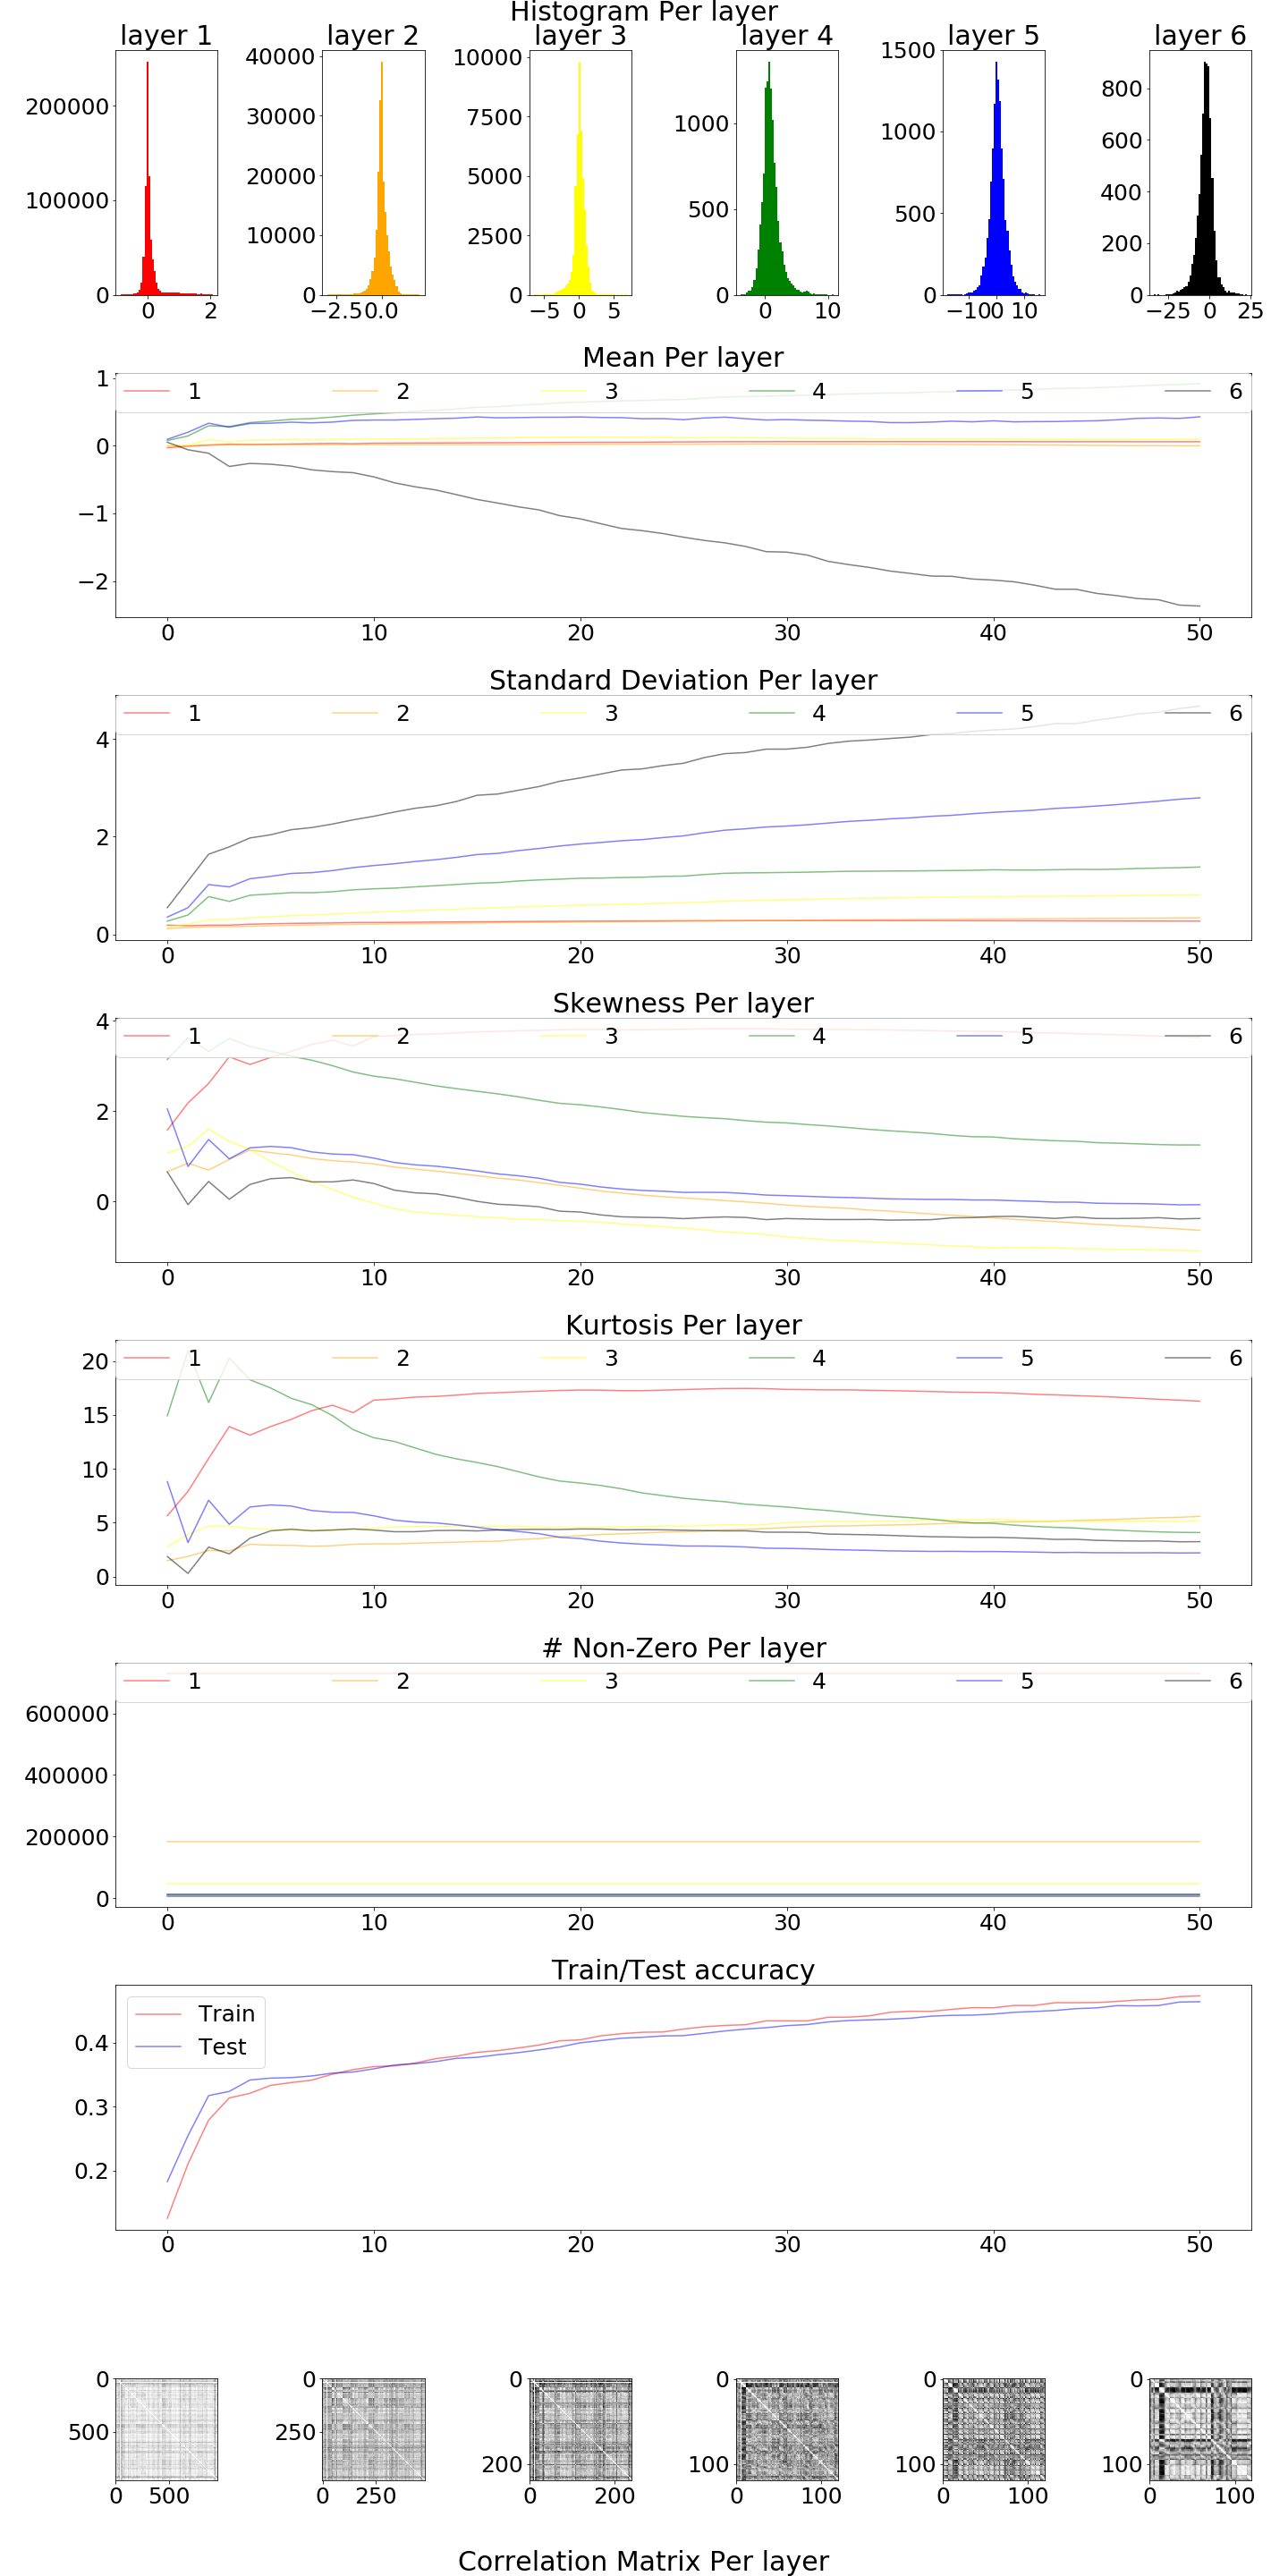 Histogram Per layer
layer 1 layer 2 layer 3 layer 4 layer 5 layer 6
200000 100000 0
40000 30000 20000 10000 0
10000 7500 5000 2500 0
1000 500 0
1500 1000 500 0
800 600 400 200 0
0 2 −2.5 0.0 −5 0 5 0 10 −10 0 10 −25 0 25
Mean Per layer
1 2 3 4 5 6
1
0
−1
−2
0 10 20 30 40 50
Standard Deviation Per layer
1 2 3 4 5 6
4
2
0
0 10 20 30 40 50
Skewness Per layer
1 2 3 4 5 6
4
2
0
0 10 20 30 40 50
Kurtosis Per layer
1 2 3 4 5 6
20
15
10
5
0
0 10 20 30 40 50
# Non-Zero Per layer
1 2 3 4 5 6
600000
400000
200000
0
0 10 20 30 40 50
Train/Test accuracy
Train
Test
0.4
0.3
0.2
0 10 20 30 40 50
0 0 0 0 0 0
500 250 200 100 100 100
0 500 0 250 0 200 0 100 0 100 0 100
Correlation Matrix Per layer